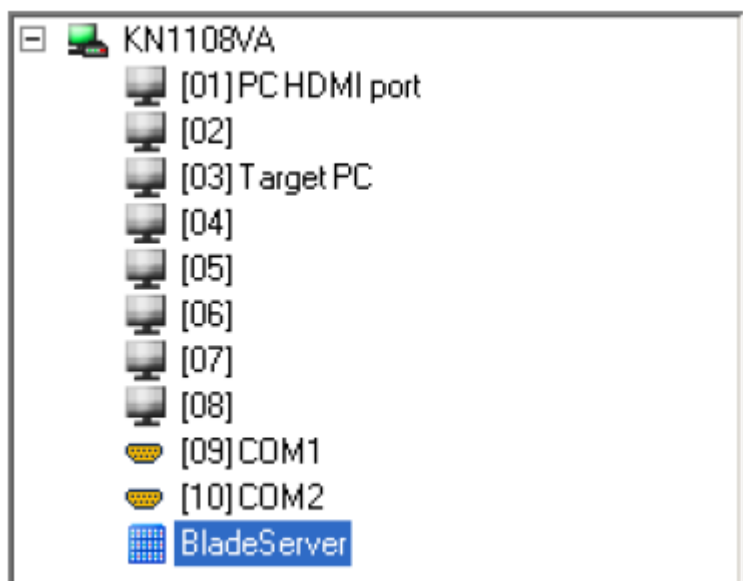 KN1108VA
[01]PC HDMI port
[02]
[03]Target PC
[04]
[05]
[06]
[07]
[08]
[09]COM1
[10]COM2
BladeServer